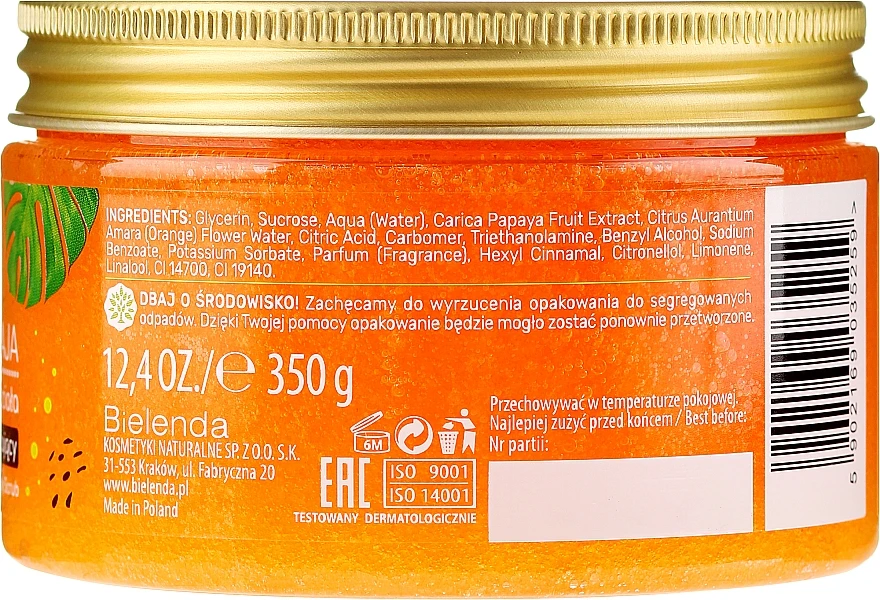 INGREDIENTS: Glycerin, Sucrose, Aqua (Water), Carica Papaya Fruit Extract, Citrus Aurantium
Amara (Orange) Flower Water, Citric Acid, Carbomer, Triethanolamine, Benzyl Alcohol, Sodium
Benzoate, Potassium Sorbate, Parfum (Fragrance), Hexyl Cinnamal, Citronellol, Limonene,
Linalool, CI 14700, CI 19140.
DBAJ O ŚRODOWISKO! Zachęcamy do wyrzucenia opakowania do segregowanych
odpadów. Dzięki Twojej pomocy opakowanie będzie mogło zostać ponownie przetworzone.
AJA
12,4 OZ./℮ 350 g
Bielenda
KOSMETYKI NATURALNE SP. Z O.O. S.K.
31-553 Kraków, ul. Fabryczna 20
www.bielenda.pl
Made in Poland
6M
EAC
ISO 9001
ISO 14001
TESTOWANY DERMATOLOGICZNIE
Przechowywać w temperaturze pokojowej.
Najlepiej zużyć przed końcem / Best before:
Nr partii:
5 902169 035259 >